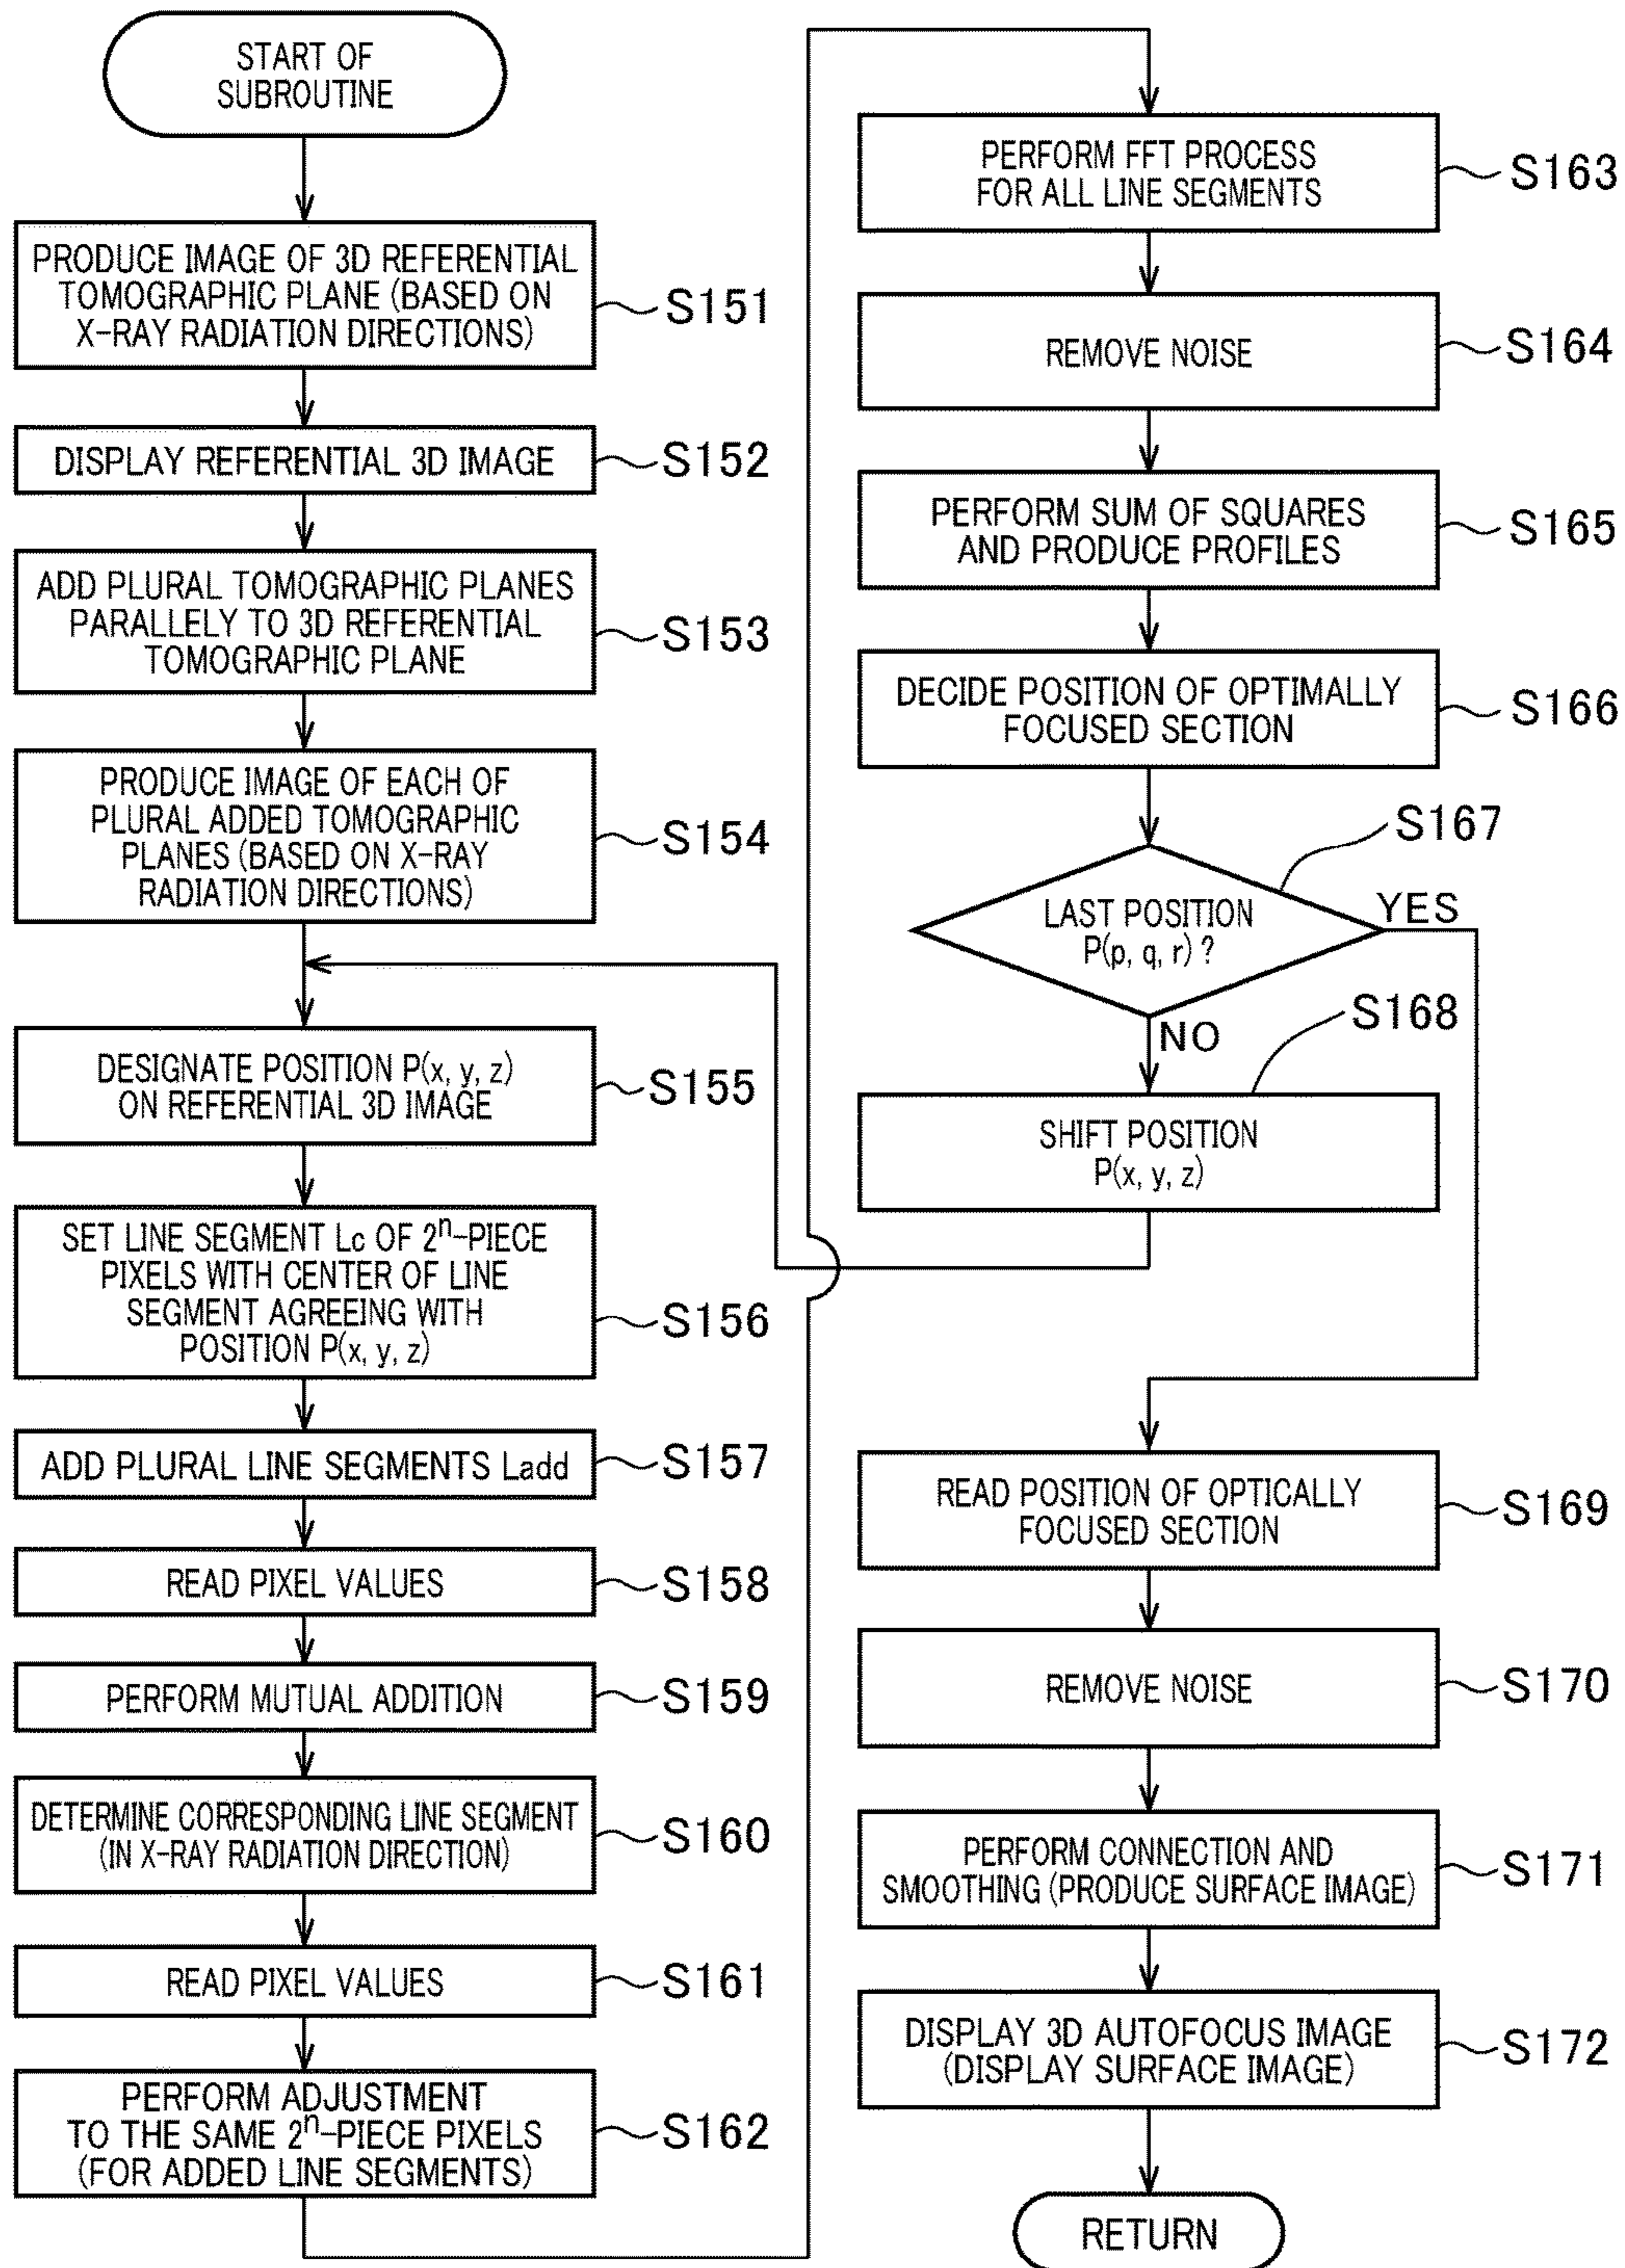 START OF
SUBROUTINE
PRODUCE IMAGE OF 3D REFERENTIAL
TOMOGRAPHIC PLANE (BASED ON
X-RAY RADIATION DIRECTIONS)
S151
DISPLAY REFERENTIAL 3D IMAGE
S152
ADD PLURAL TOMOGRAPHIC PLANES
PARALLELY TO 3D REFERENTIAL
TOMOGRAPHIC PLANE
S153
PRODUCE IMAGE OF EACH OF
PLURAL ADDED TOMOGRAPHIC
PLANES (BASED ON X-RAY
RADIATION DIRECTIONS)
S154
DESIGNATE POSITION P(x, y, z)
ON REFERENTIAL 3D IMAGE
S155
SET LINE SEGMENT Lc OF 2ⁿ-PIECE
PIXELS WITH CENTER OF LINE
SEGMENT AGREEING WITH
POSITION P(x, y, z)
S156
ADD PLURAL LINE SEGMENTS Ladd
S157
READ PIXEL VALUES
S158
PERFORM MUTUAL ADDITION
S159
DETERMINE CORRESPONDING LINE SEGMENT
(IN X-RAY RADIATION DIRECTION)
S160
READ PIXEL VALUES
S161
PERFORM ADJUSTMENT
TO THE SAME 2ⁿ-PIECE PIXELS
(FOR ADDED LINE SEGMENTS)
S162
PERFORM FFT PROCESS
FOR ALL LINE SEGMENTS
S163
REMOVE NOISE
S164
PERFORM SUM OF SQUARES
AND PRODUCE PROFILES
S165
DECIDE POSITION OF OPTIMALLY
FOCUSED SECTION
S166
LAST POSITION
P(p, q, r) ?
S167
YES
NO
SHIFT POSITION
P(x, y, z)
S168
READ POSITION OF OPTICALLY
FOCUSED SECTION
S169
REMOVE NOISE
S170
PERFORM CONNECTION AND
SMOOTHING (PRODUCE SURFACE IMAGE)
S171
DISPLAY 3D AUTOFOCUS IMAGE
(DISPLAY SURFACE IMAGE)
S172
RETURN